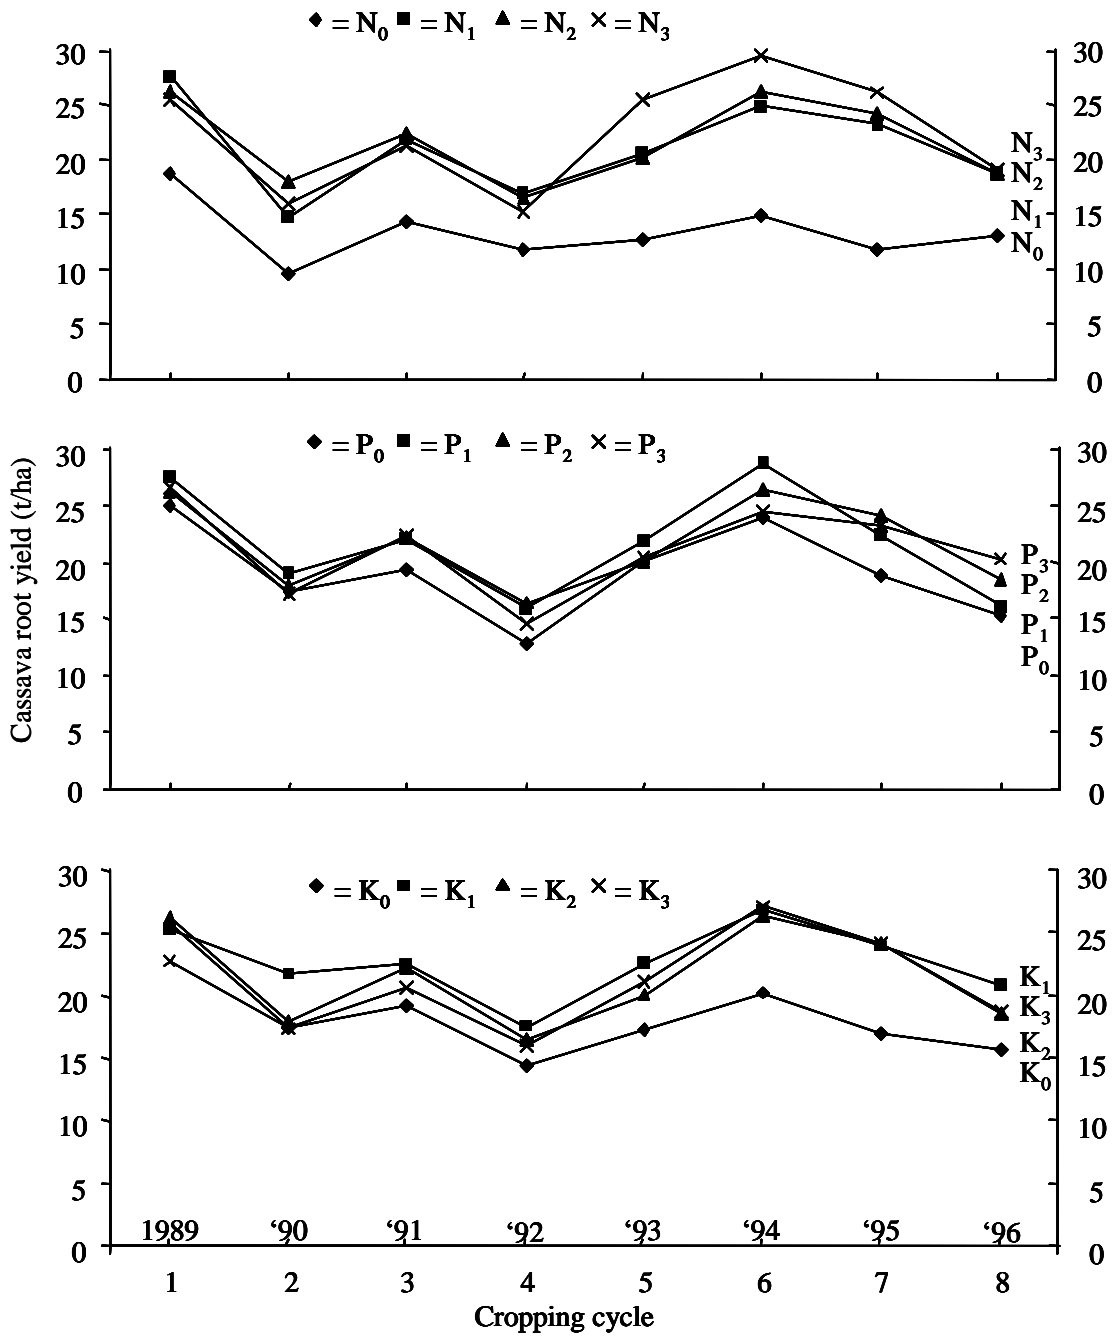 = N₀ = N₁ = N₂ = N₃
30 30
25 25
20 N₃ 20
N₂
15 N₁ 15
N₀
10 10
5 5
0 0
= P₀ = P₁ = P₂ = P₃
30 30
25 25
20 P₃ 20
P₂
15 P₁ 15
P₀
10 10
5 5
0 0
Cassava root yield (t/ha)
= K₀ = K₁ = K₂ = K₃
30 30
25 25
20 K₁ 20
K₃
15 K₂ 15
K₀
10 10
5 5
1989 ‘90 ‘91 ‘92 ‘93 ‘94 ‘95 ‘96
0 0
1 2 3 4 5 6 7 8
Cropping cycle